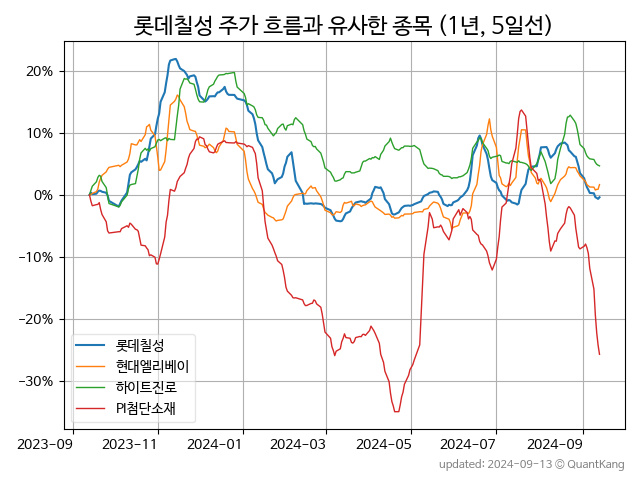 롯데칠성 주가 흐름과 유사한 종목 (1년, 5일선)
20%
10%
0%
−10%
−20%
−30%
롯데칠성
현대엘리베이
하이트진로
PI첨단소재
2023-09
2023-11
2024-01
2024-03
2024-05
2024-07
2024-09
updated: 2024-09-13 © QuantKang